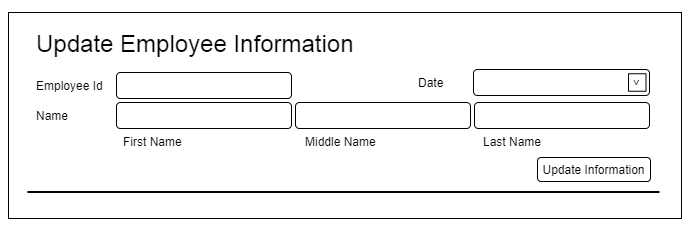 Update Employee Information
Employee Id Date v
Name
First Name Middle Name Last Name
Update Information